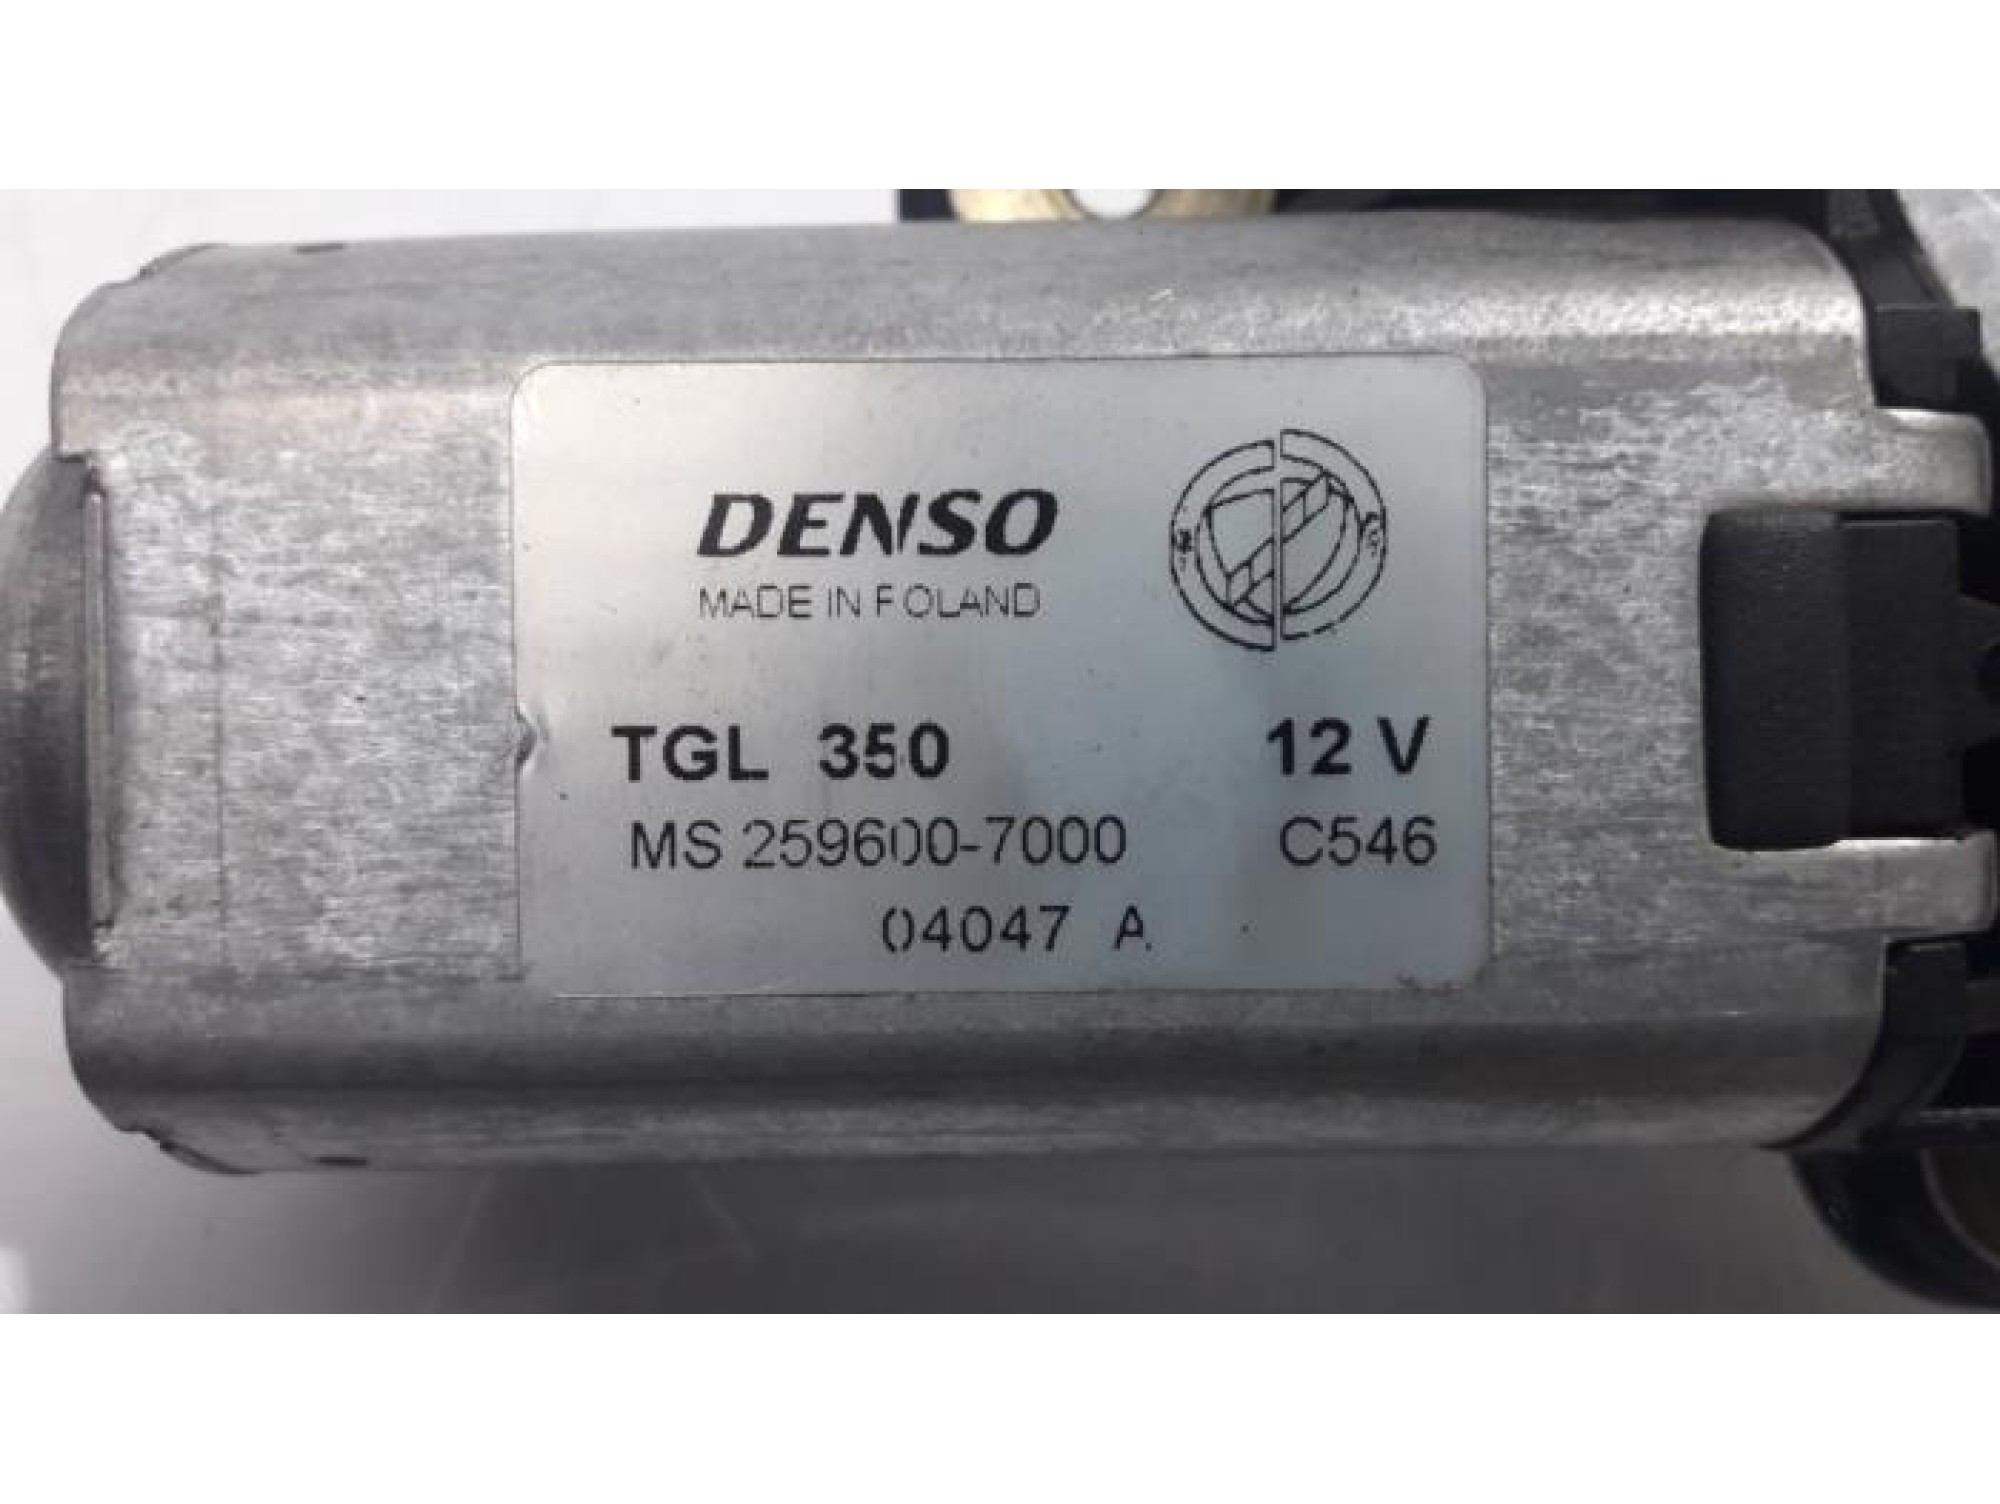 DENSO
MADE IN POLAND
TGL 350 12 V
MS 259600-7000 C546
04047 A